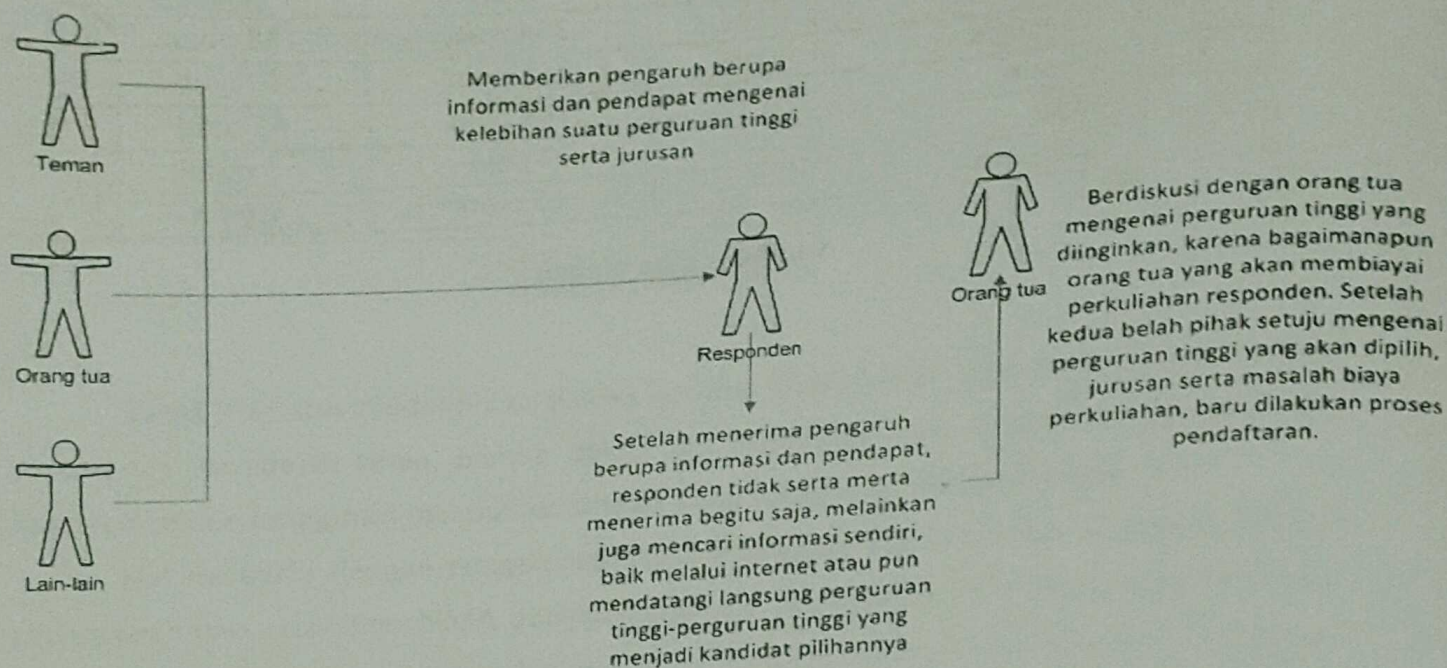 Teman
Memberikan pengaruh berupa
informasi dan pendapat mengenai
kelebihan suatu perguruan tinggi
serta jurusan
Orang tua
Lain-lain
Responden
Setelah menerima pengaruh
berupa informasi dan pendapat,
responden tidak serta merta
menerima begitu saja, melainkan
juga mencari informasi sendiri,
baik melalui internet atau pun
mendatangi langsung perguruan
tinggi-perguruan tinggi yang
menjadi kandidat pilihannya
Orang tua
Berdiskusi dengan orang tua
mengenai perguruan tinggi yang
diinginkan, karena bagaimanapun
orang tua yang akan membiayai
perkuliahan responden. Setelah
kedua belah pihak setuju mengenai
perguruan tinggi yang akan dipilih,
jurusan serta masalah biaya
perkuliahan, baru dilakukan proses
pendaftaran.